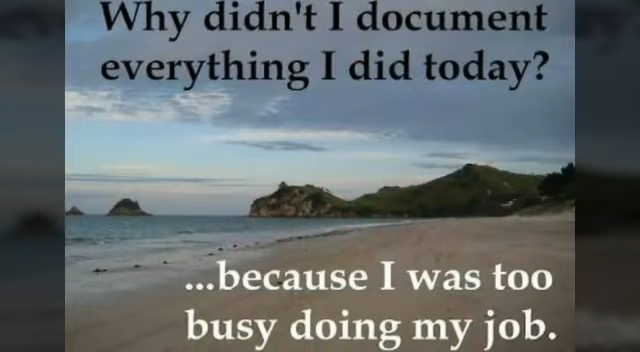 Why didn't I document
everything I did today?
...because I was too
busy doing my job.